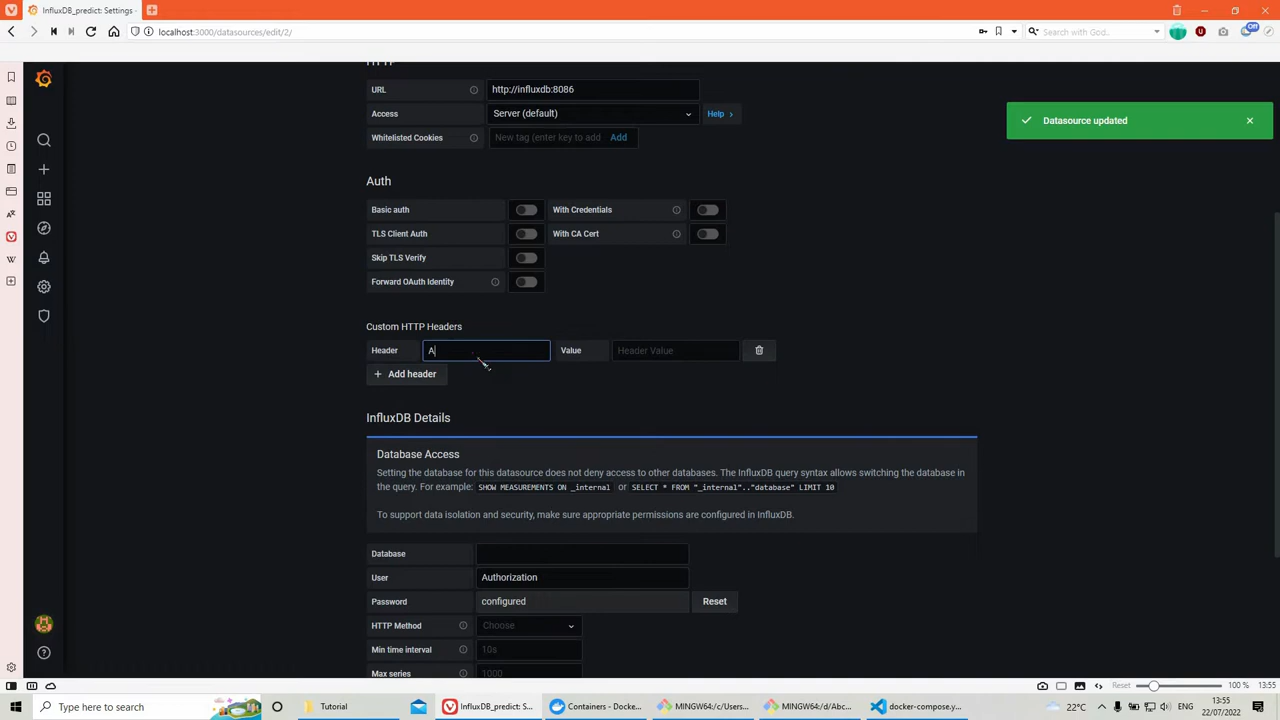 InfluxDB_predict: Settings -
localhost:3000/datasources/edit/2/
Search with God..
Off
HTTP
URL http://influxdb:8086
Access Server (default) Help
Whitelisted Cookies New tag (enter key to add Add
Datasource updated
Auth
Basic auth With Credentials
TLS Client Auth With CA Cert
Skip TLS Verify
Forward OAuth Identity
Custom HTTP Headers
Header A Value Header Value
+ Add header
InfluxDB Details
Database Access
Setting the database for this datasource does not deny access to other databases. The InfluxDB query syntax allows switching the database in
the query. For example: SHOW MEASUREMENTS ON _internal or SELECT * FROM "_internal".."database" LIMIT 10
To support data isolation and security, make sure appropriate permissions are configured in InfluxDB.
Database
User Authorization
Password configured Reset
HTTP Method Choose
Min time interval 10s
Max series 1000
Reset 100 % 13:55
Type here to search
Tutorial
InfluxDB_predict: S...
Containers - Docke...
MINGW64:/c/Users...
MINGW64:/d/Abc...
docker-compose.y...
22°C
ENG
13:55
22/07/2022